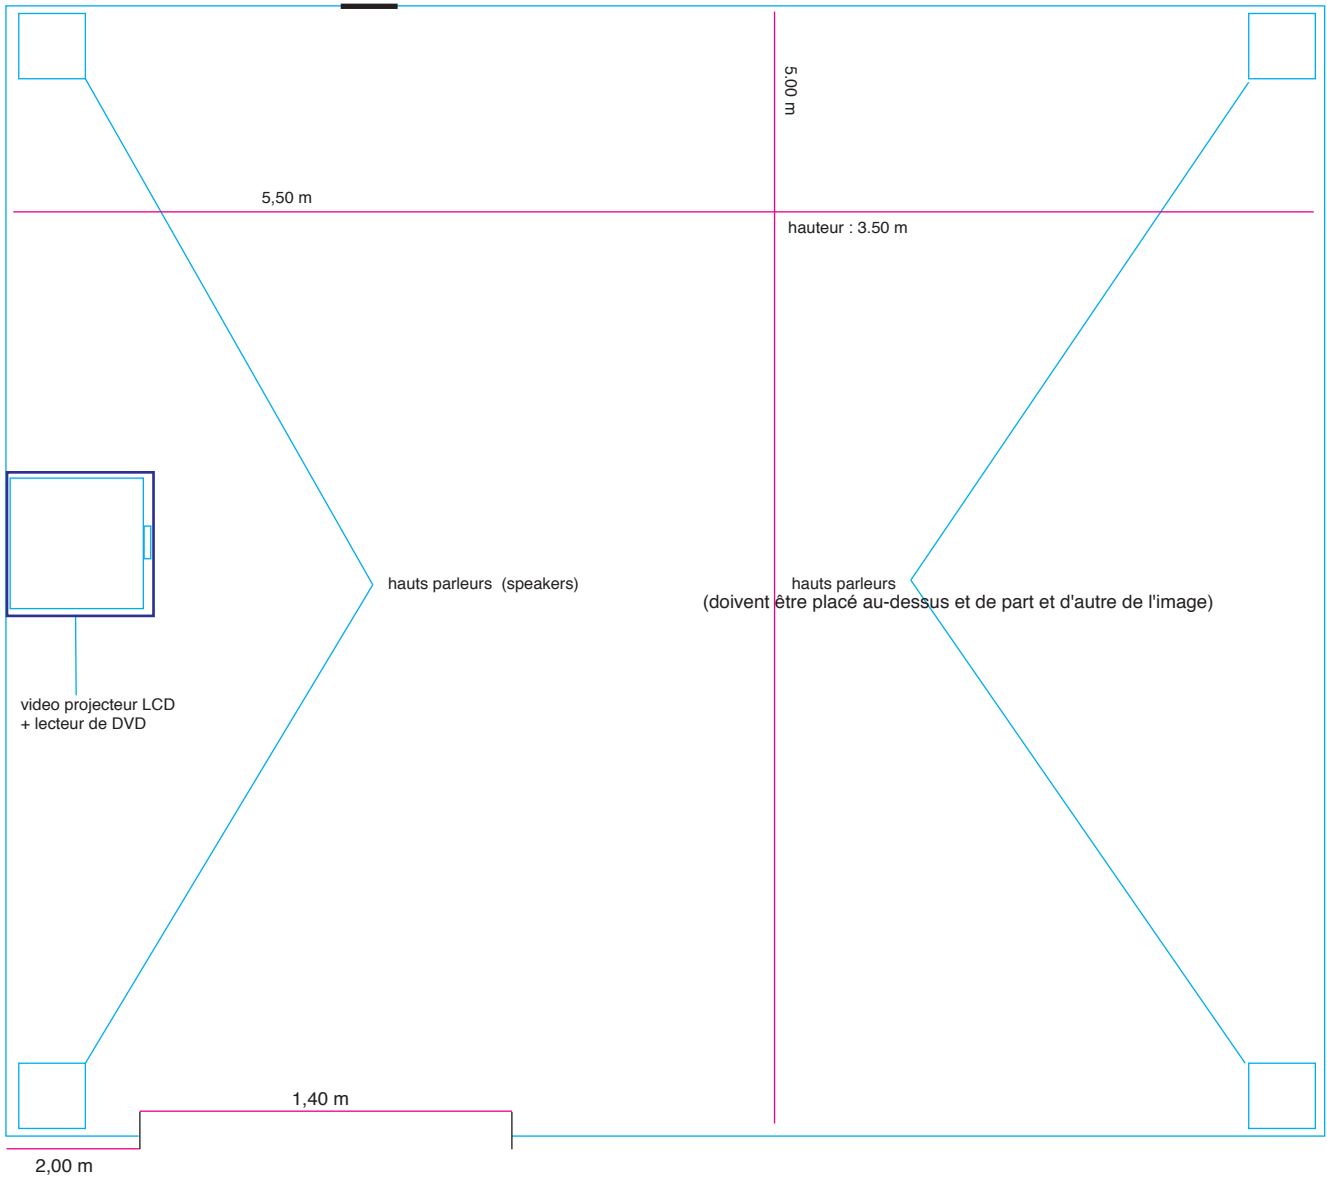 5.00 m
5,50 m
hauteur : 3.50 m
hauts parleurs (speakers)
hauts parleurs
(doivent être placé au-dessus et de part et d'autre de l'image)
video projecteur LCD
+ lecteur de DVD
1,40 m
2,00 m